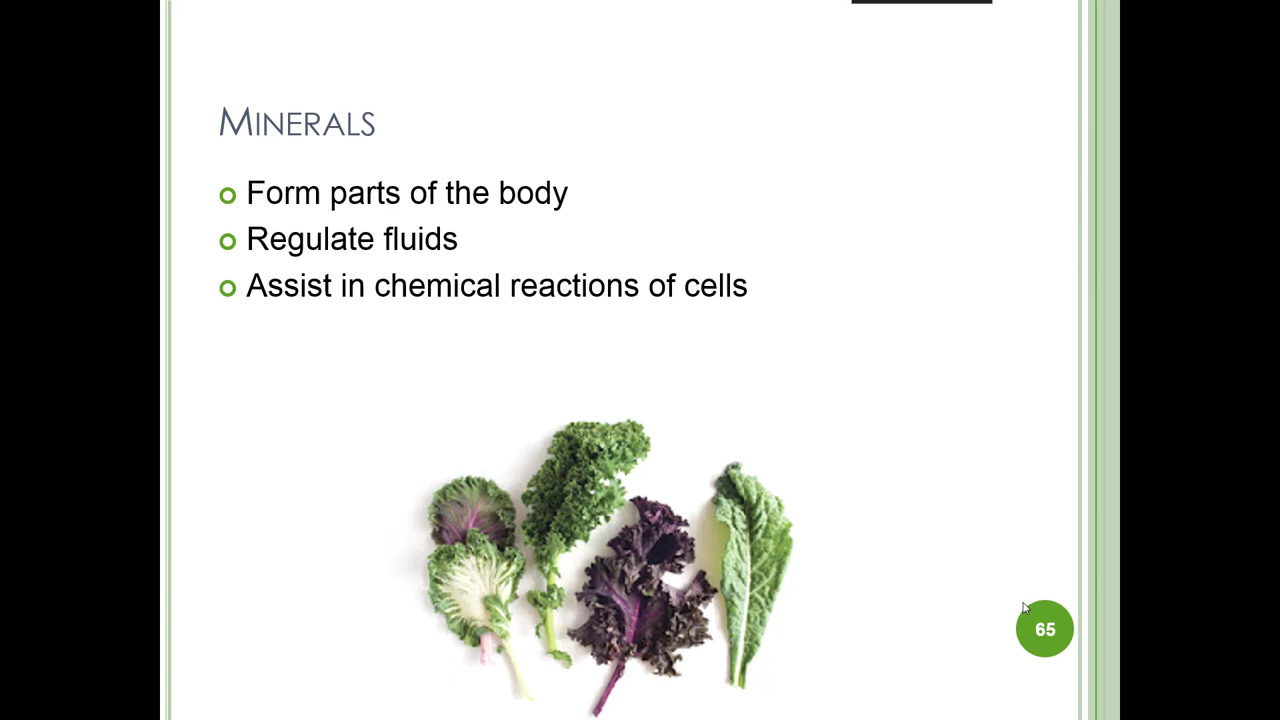 Minerals
Form parts of the body
Regulate fluids
Assist in chemical reactions of cells
65